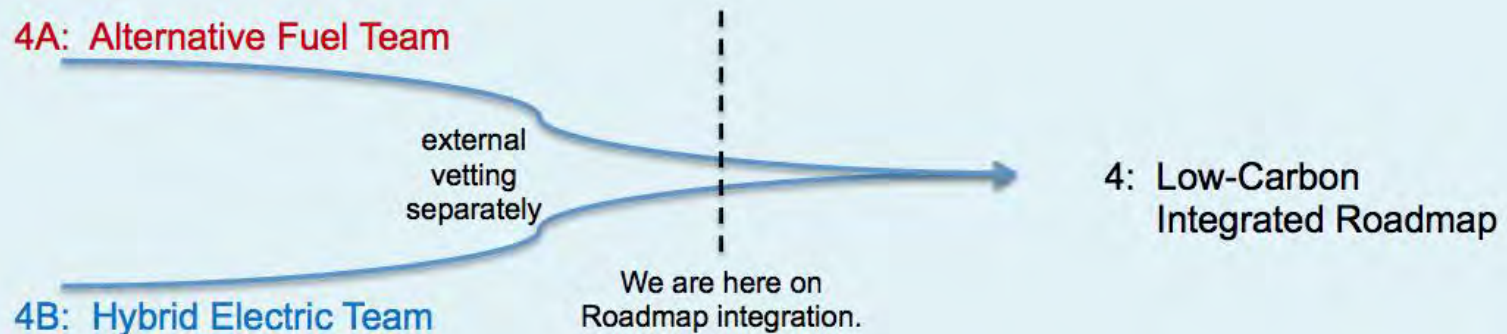 4A: Alternative Fuel Team
external
vetting
separately
4: Low-Carbon
Integrated Roadmap
We are here on
Roadmap integration.
4B: Hybrid Electric Team